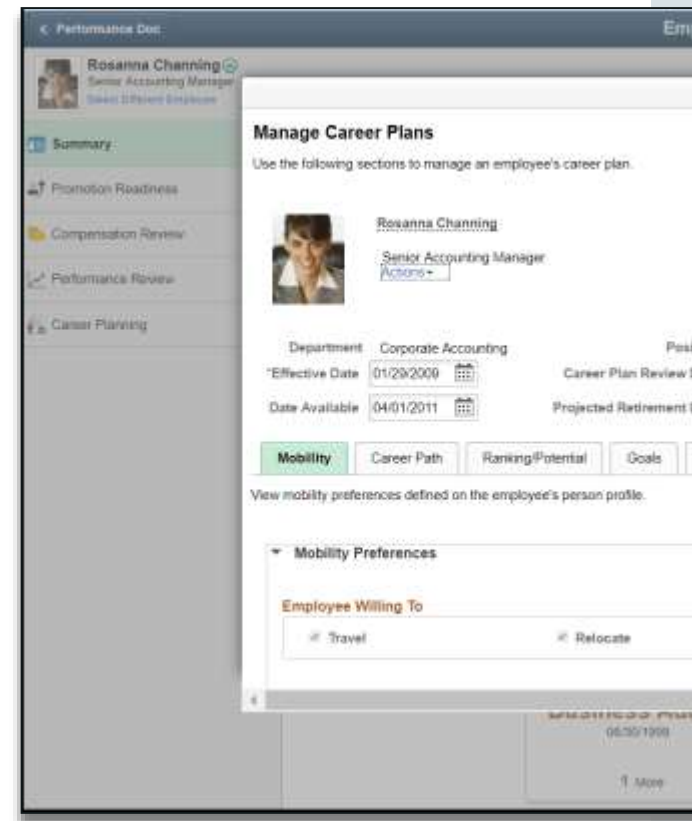 Performance Doc
Em
Rosanna Channing
Senior Accounting Manager
Select Different Employee
Summary
Promotion Readiness
Compensation Review
Performance Review
Career Planning
Manage Career Plans
Use the following sections to manage an employee's career plan.
Rosanna Channing
Senior Accounting Manager
Actions
Department Corporate Accounting Posi
*Effective Date 01/29/2009 Career Plan Review
Date Available 04/01/2011 Projected Retirement
Mobility Career Path Ranking/Potential Goals
View mobility preferences defined on the employee's person profile.
Mobility Preferences
Employee Willing To
Travel Relocate
More